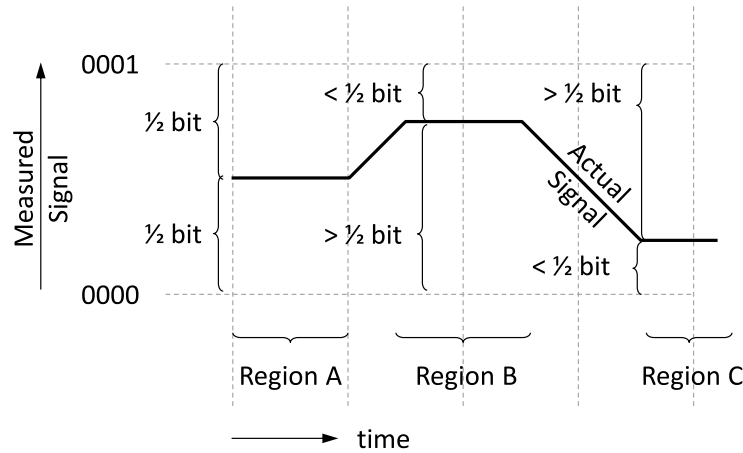 0001
< ½ bit
> ½ bit
½ bit
Measured
Signal
Actual
Signal
½ bit
> ½ bit
< ½ bit
0000
Region A
Region B
Region C
time